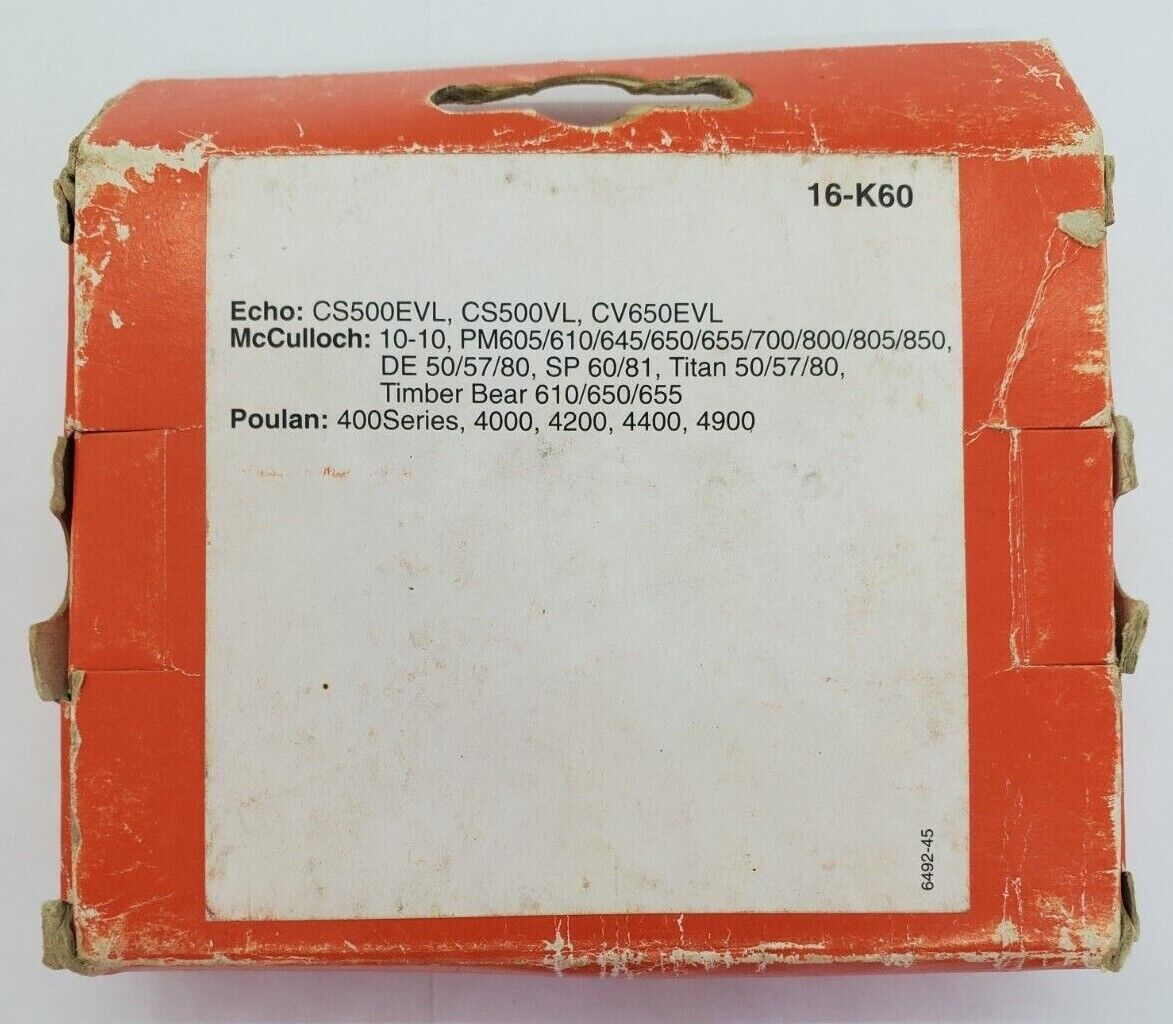 16-K60
Echo: CS500EVL, CS500VL, CV650EVL
McCulloch: 10-10, PM605/610/645/650/655/700/800/805/850,
DE 50/57/80, SP 60/81, Titan 50/57/80,
Timber Bear 610/650/655
Poulan: 400Series, 4000, 4200, 4400, 4900
6492-45